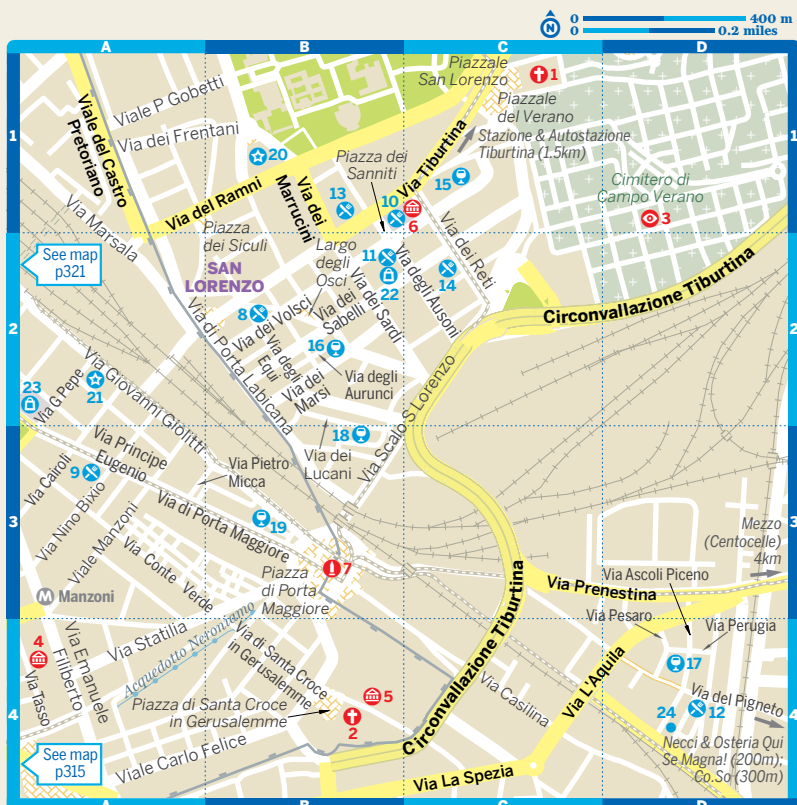 N
0 400 m
0 0.2 miles
A
B
C
D
1
1
2
2
3
3
4
4
A
B
C
D
Piazzale
San Lorenzo
1
Piazzale
del Verano
Stazione & Autostazione
Tiburtina (1.5km)
Viale P Gobetti
Via dei Frentani
Viale del Castro
Pretoriano
20
Piazza dei
Sanniti
Via Tiburtina
15
Cimitero di
Campo Verano
3
Via dei Ramni
Via dei
Marrucini
13
10
6
Via Marsala
Piazza
dei Siculi
Largo
degli
Osci
11
22
Via degli Ausoni
Via dei Reti
14
See map
p321
SAN
LORENZO
8
Via dei Volsci
Via dei
Sabelli
Via dei Sardi
Circonvallazione Tiburtina
Via di Porta Labicana
16
Via degli
Equi
Via dei
Marsi
Via degli
Aurunci
Via Scalo S Lorenzo
23
Via G Pepe
21
Via Giovanni Giolitti
18
Via dei
Lucani
Via Cairoli
9
Via Principe
Eugenio
Via Pietro
Micca
Via Nino Bixio
Viale Manzoni
Via di Porta Maggiore
19
Via Conte Verde
Mezzo
(Centocelle)
4km
M Manzoni
Piazza
di Porta
Maggiore
7
Circonvallazione Tiburtina
Via Ascoli Piceno
Via Prenestina
Via Pesaro
Via Perugia
4
Via Tasso
Via Emanuele
Filiberto
Via Statilia
Acquedotto Neroniano
Via di Santa Croce
in Gerusalemme
17
Via L'Aquila
Via Casilina
Piazza di Santa Croce
in Gerusalemme
5
2
Via del Pigneto
24
12
Necci & Osteria Qui
Se Magna! (200m);
Co.So (300m)
See map
p315
Viale Carlo Felice
Via La Spezia